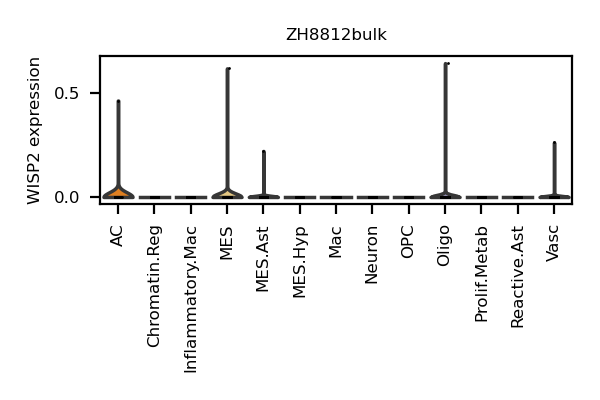 ZH8812bulk
WISP2 expression
0.5
0.0
AC
Chromatin.Reg
Inflammatory.Mac
MES
MES.Ast
MES.Hyp
Mac
Neuron
OPC
Oligo
Prolif.Metab
Reactive.Ast
Vasc